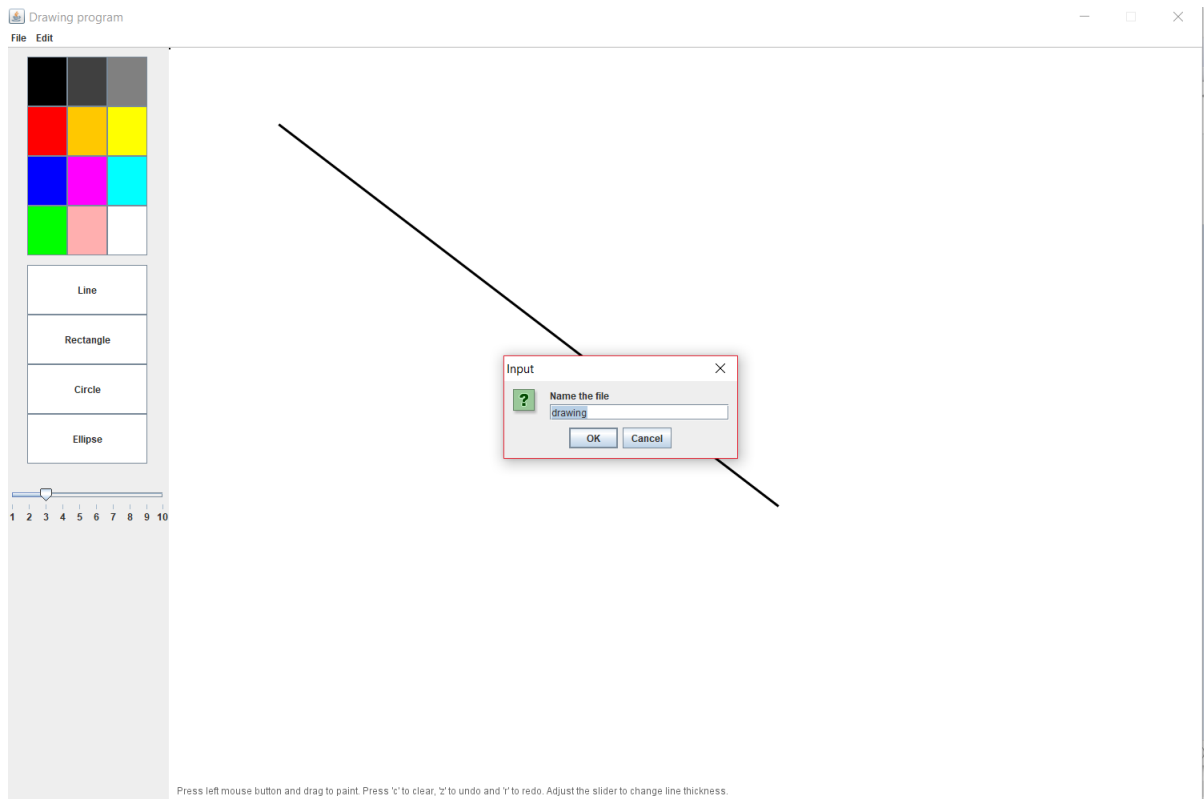 Drawing program
File Edit
Line
Rectangle
Circle
Ellipse
1 2 3 4 5 6 7 8 9 10
Input
?
Name the file
drawing
OK Cancel
Press left mouse button and drag to paint. Press 'c' to clear, 'z' to undo and 'r' to redo. Adjust the slider to change line thickness.